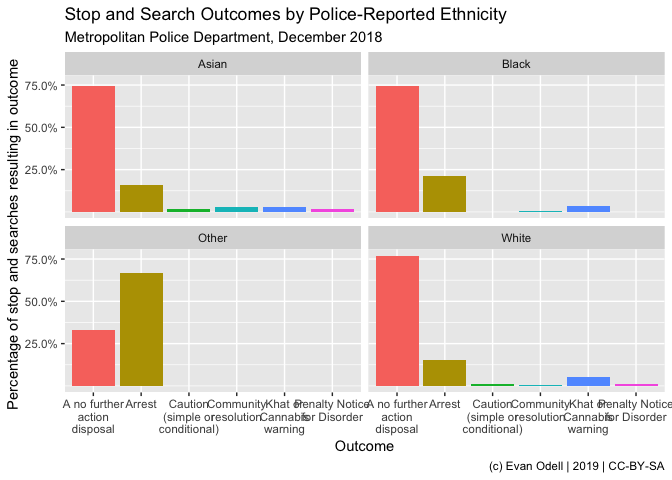 Stop and Search Outcomes by Police-Reported Ethnicity
Metropolitan Police Department, December 2018
Percentage of stop and searches resulting in outcome
Asian
Black
75.0%
50.0%
25.0%
Other
White
75.0%
50.0%
25.0%
A no further
action
disposal
Arrest
Caution
(simple or
conditional)
Community
resolution
Khat or
Cannabis
warning
Penalty Notice
for Disorder
A no further
action
disposal
Arrest
Caution
(simple or
conditional)
Community
resolution
Khat or
Cannabis
warning
Penalty Notice
for Disorder
Outcome
(c) Evan Odell | 2019 | CC-BY-SA